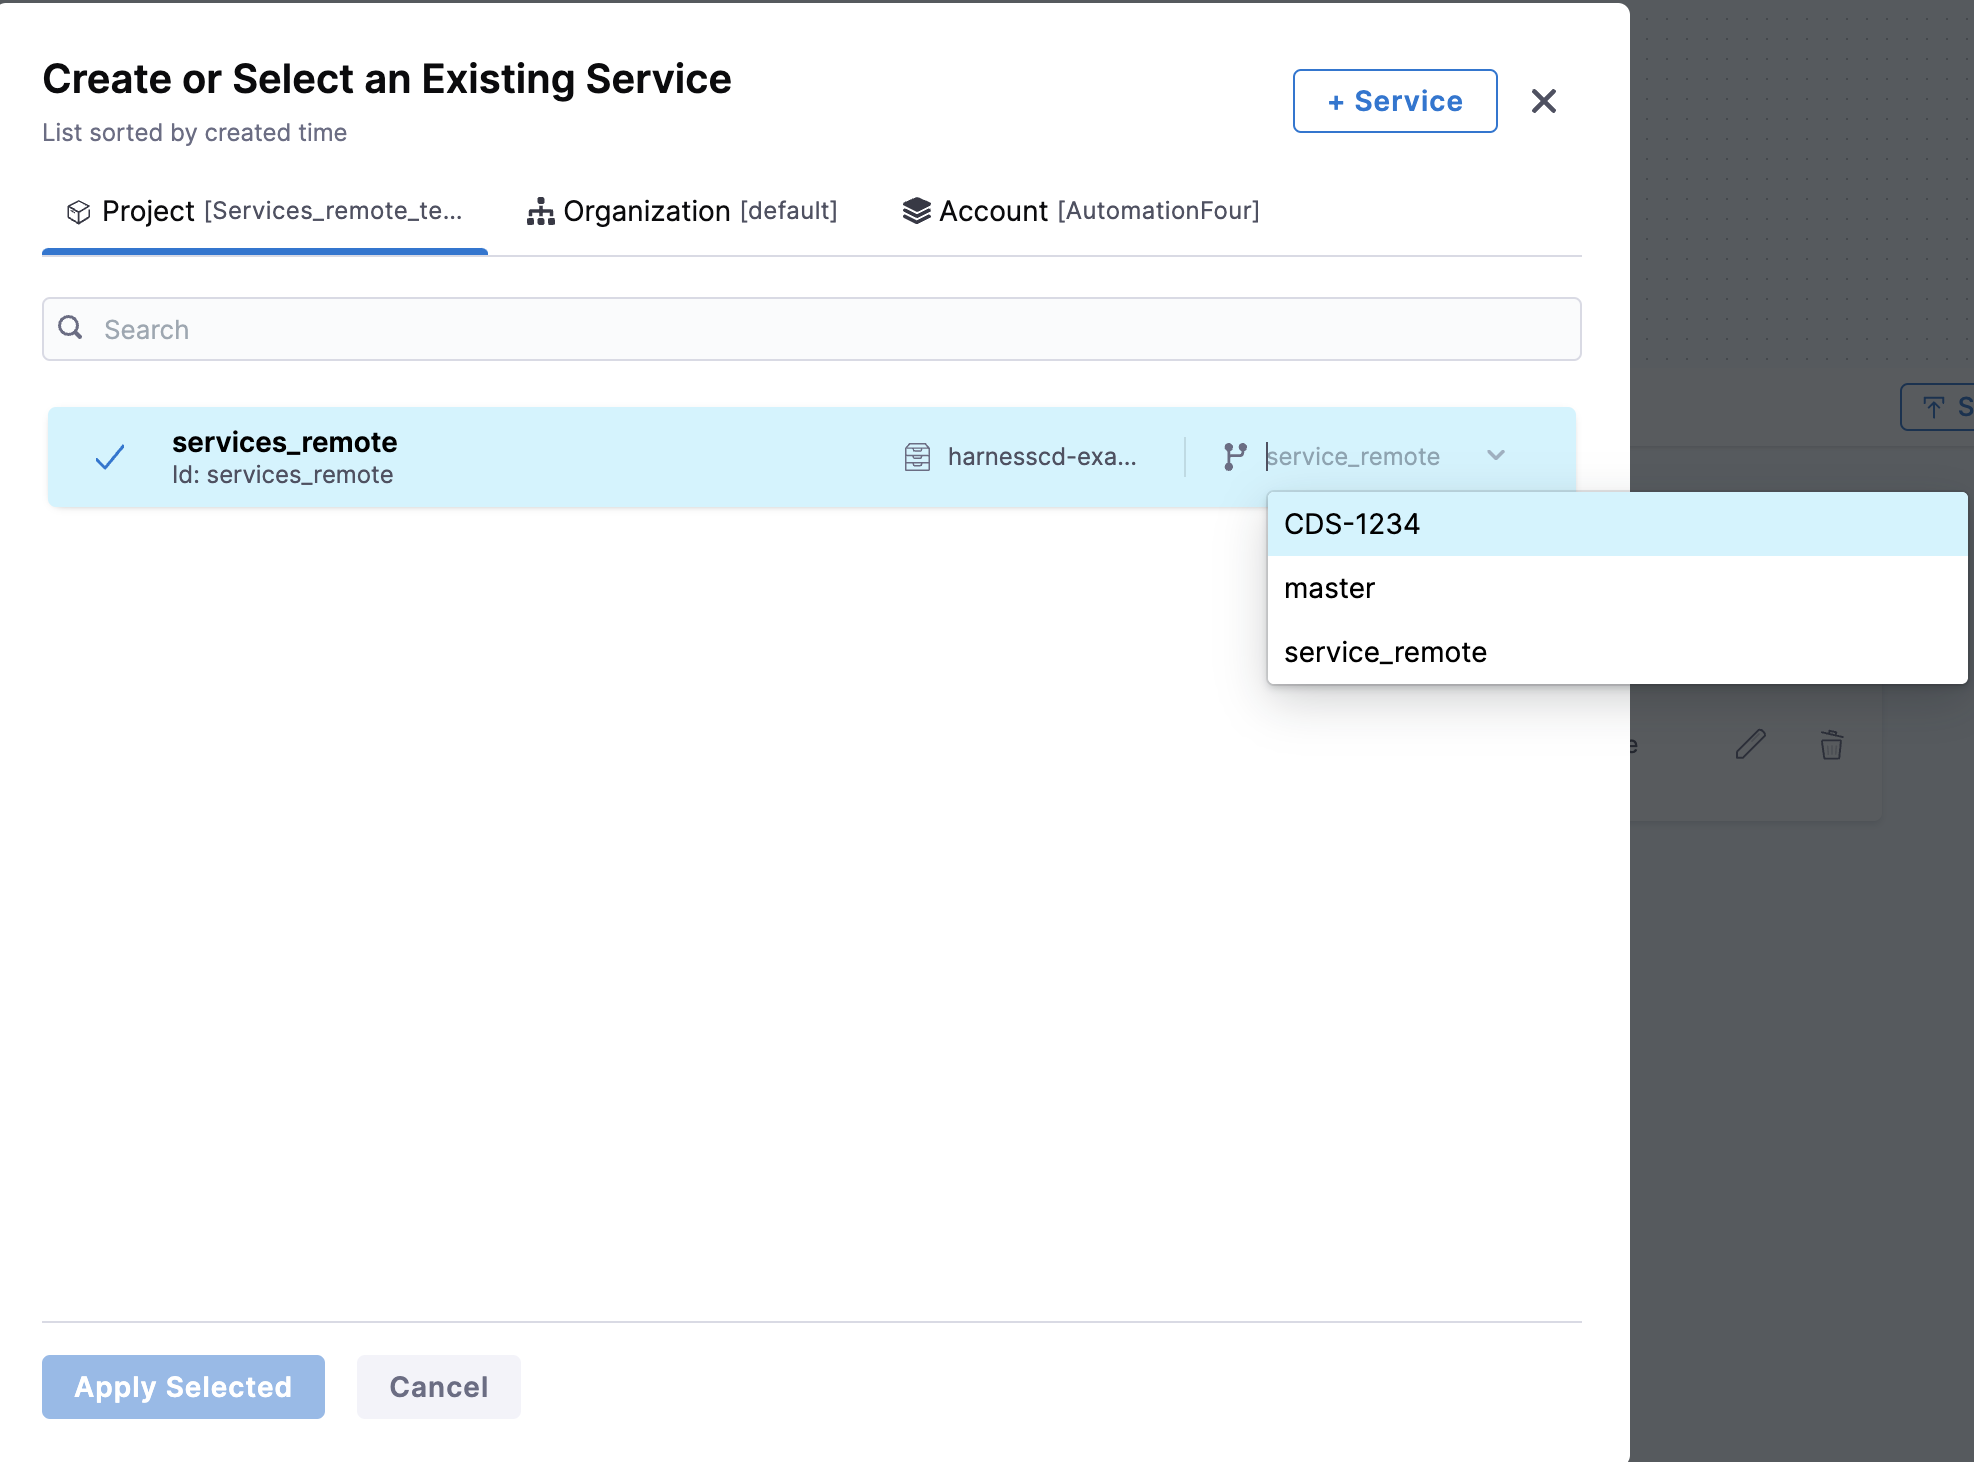 Create or Select an Existing Service
+ Service
List sorted by created time
Project [Services_remote_te...
Organization [default]
Account [AutomationFour]
Search
services_remote
Id: services_remote
harnesscd-exa...
service_remote
CDS-1234
master
service_remote
S
e
Apply Selected
Cancel